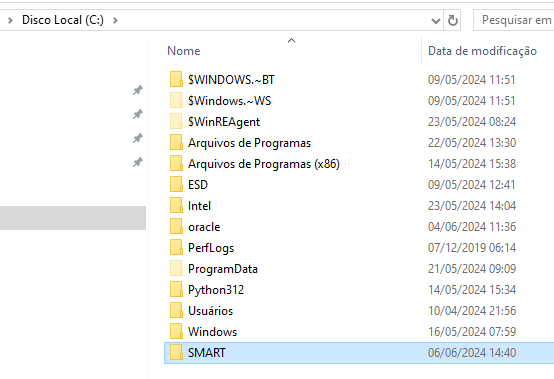 Disco Local (C:)
Pesquisar em
Nome Data de modificação
$WINDOWS.~BT 09/05/2024 11:51
$Windows.~WS 09/05/2024 11:51
$WinREAgent 23/05/2024 08:24
Arquivos de Programas 22/05/2024 13:30
Arquivos de Programas (x86) 14/05/2024 15:38
ESD 09/05/2024 12:41
Intel 23/05/2024 14:04
oracle 04/06/2024 11:36
PerfLogs 07/12/2019 06:14
ProgramData 21/05/2024 09:09
Python312 14/05/2024 15:34
Usuários 10/04/2024 21:56
Windows 16/05/2024 07:59
SMART 06/06/2024 14:40